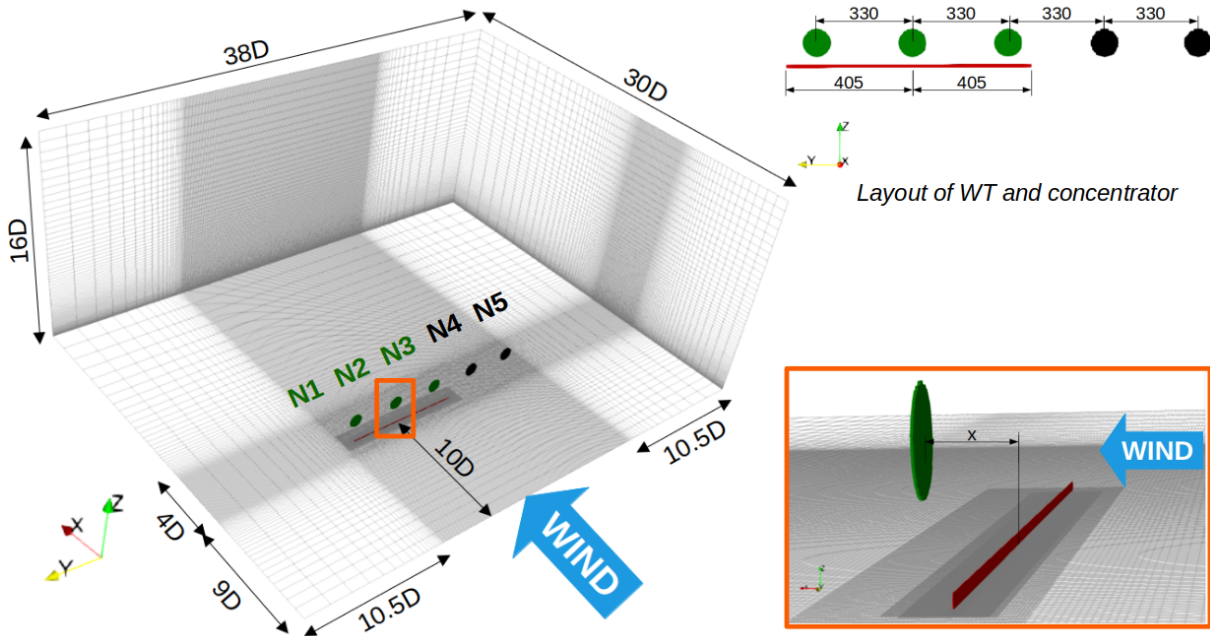 38D
30D
16D
N1
N2
N3
N4
N5
10D
10.5D
4D
9D
10.5D
WIND
X
Y
Z
330
330
330
330
405
405
Z
Y
X
Layout of WT and concentrator
x
WIND